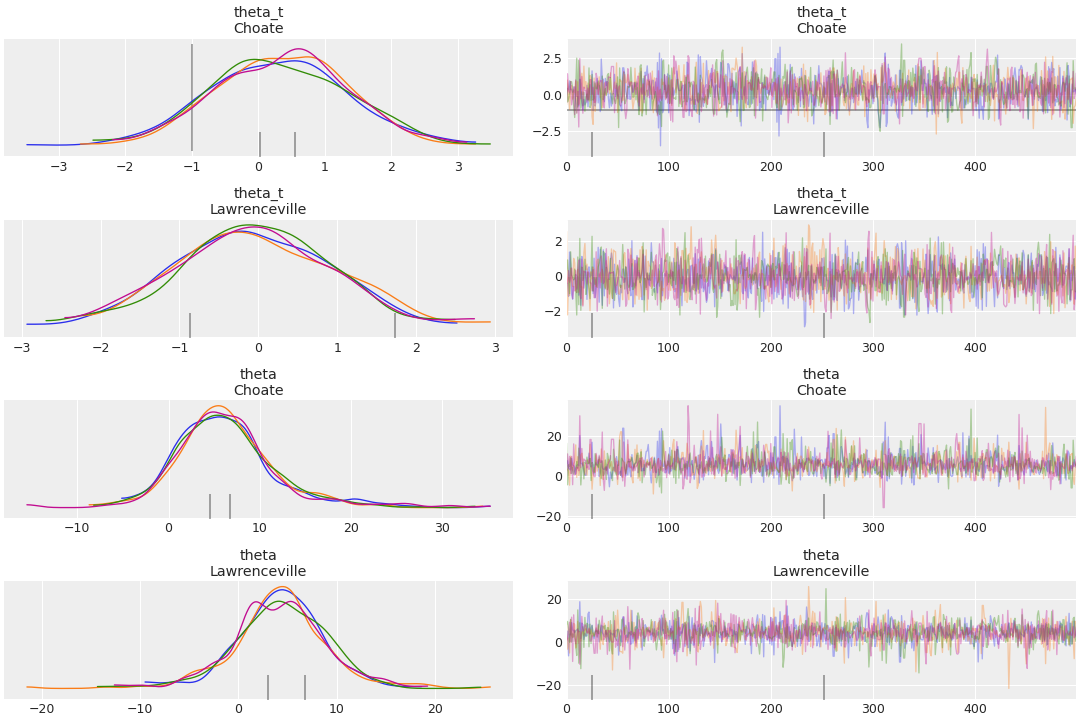 theta_t
Choate
−3 −2 −1 0 1 2 3
theta_t
Choate
2.5
0.0
−2.5
0 100 200 300 400
theta_t
Lawrenceville
−3 −2 −1 0 1 2 3
theta_t
Lawrenceville
2
0
−2
0 100 200 300 400
theta
Choate
−10 0 10 20 30
theta
Choate
20
0
−20
0 100 200 300 400
theta
Lawrenceville
−20 −10 0 10 20
theta
Lawrenceville
20
0
−20
0 100 200 300 400